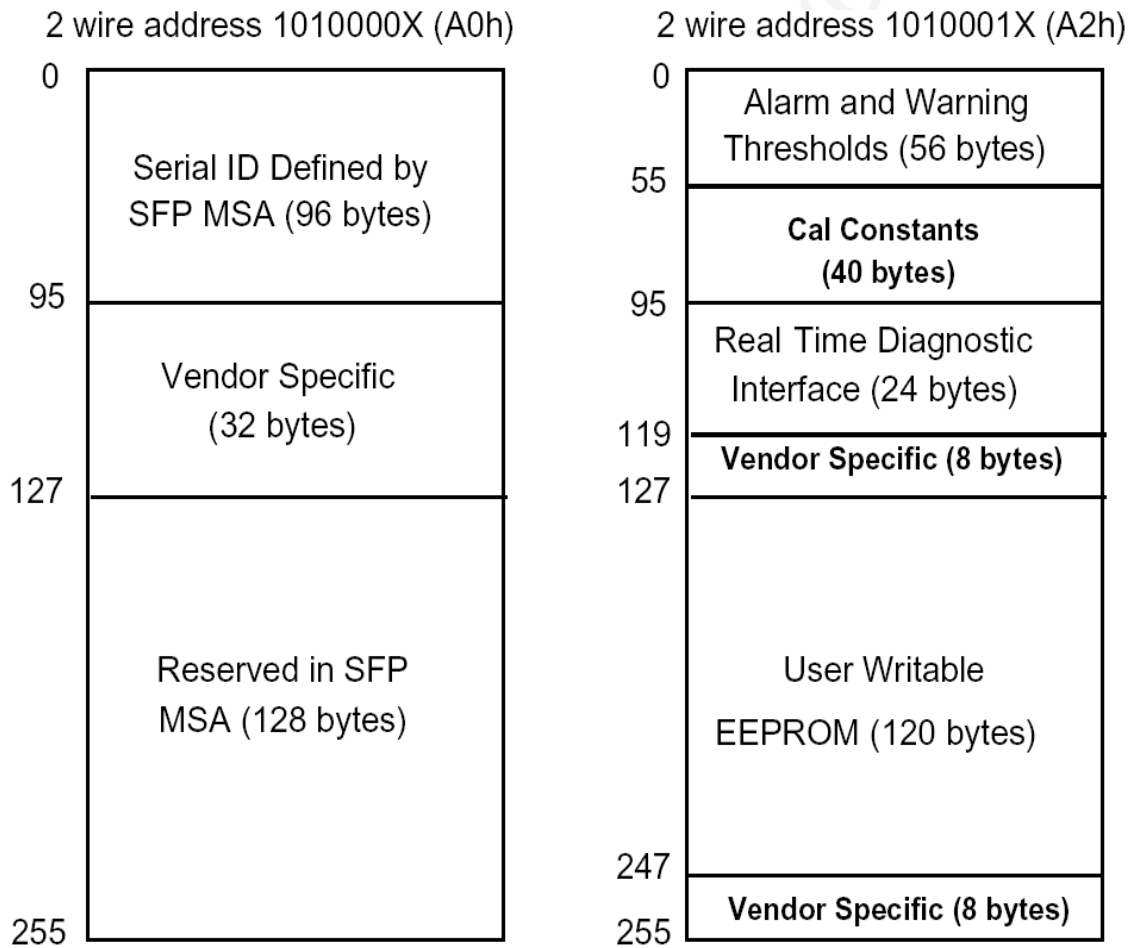 2 wire address 1010000X (A0h)
0
Serial ID Defined by
SFP MSA (96 bytes)
95
Vendor Specific
(32 bytes)
127
Reserved in SFP
MSA (128 bytes)
255
2 wire address 1010001X (A2h)
0
Alarm and Warning
Thresholds (56 bytes)
55
Cal Constants
(40 bytes)
95
Real Time Diagnostic
Interface (24 bytes)
119
Vendor Specific (8 bytes)
127
User Writable
EEPROM (120 bytes)
247
Vendor Specific (8 bytes)
255